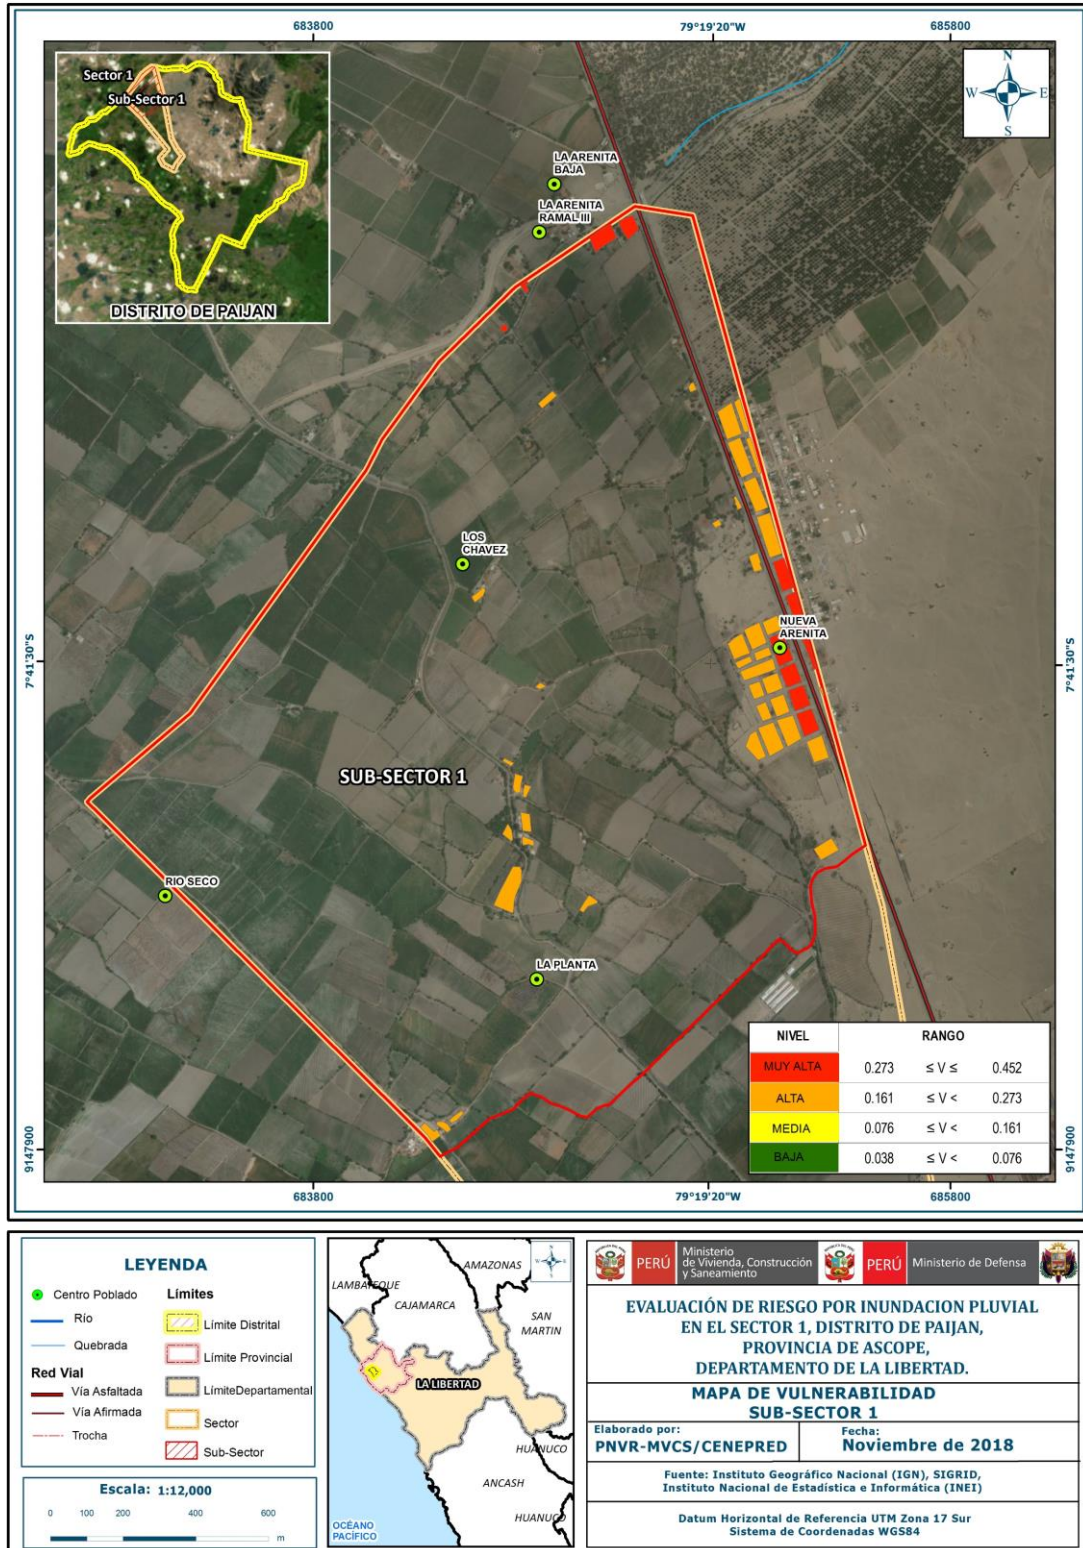 683800
79°19'20"W
685800
Sector 1
Sub-Sector 1
DISTRITO DE PAIJAN
N
W
E
S
LA ARENITA
BAJA
LA ARENITA
RAMAL III
LOS
CHAVEZ
NUEVA
ARENITA
7°41'30"S
7°41'30"S
SUB-SECTOR 1
RIO SECO
LA PLANTA
NIVEL RANGO
MUY ALTA 0.273 ≤ V ≤ 0.452
ALTA 0.161 ≤ V < 0.273
MEDIA 0.076 ≤ V < 0.161
BAJA 0.038 ≤ V < 0.076
9147900
9147900
683800
79°19'20"W
685800
LEYENDA
Centro Poblado
Río
Quebrada
Red Vial
Vía Asfaltada
Vía Afirmada
Trocha
Límites
Límite Distrital
Límite Provincial
LímiteDepartamental
Sector
Sub-Sector
Escala: 1:12,000
0 100 200 400 600
m
LAMBAYEQUE
AMAZONAS
CAJAMARCA
SAN
MARTIN
LA LIBERTAD
HUANUCO
ANCASH
HUANUCO
OCÉANO
PACÍFICO
PERÚ
Ministerio
de Vivienda, Construcción
y Saneamiento
PERÚ
Ministerio de Defensa
EVALUACIÓN DE RIESGO POR INUNDACION PLUVIAL
EN EL SECTOR 1, DISTRITO DE PAIJAN,
PROVINCIA DE ASCOPE,
DEPARTAMENTO DE LA LIBERTAD.
MAPA DE VULNERABILIDAD
SUB-SECTOR 1
Elaborado por:
PNVR-MVCS/CENEPRED
Fecha:
Noviembre de 2018
Fuente: Instituto Geográfico Nacional (IGN), SIGRID,
Instituto Nacional de Estadística e Informática (INEI)
Datum Horizontal de Referencia UTM Zona 17 Sur
Sistema de Coordenadas WGS84